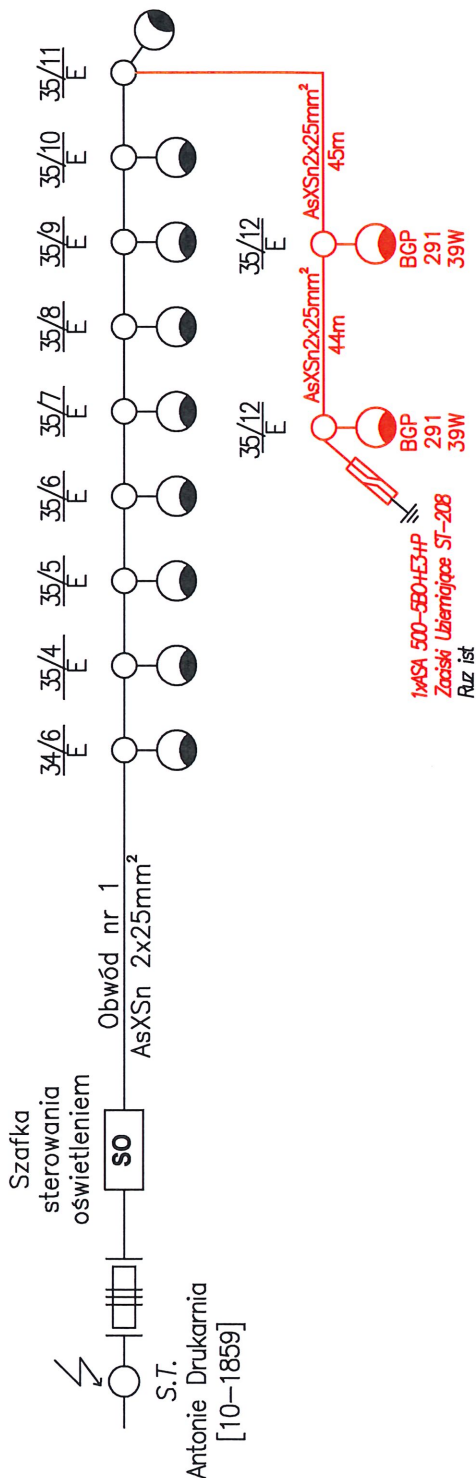 S.T.
Antonie Drukarnia
[10-1859]
Szafka
sterowania
oświetleniem
SO
Obwód nr 1
AsXSn 2x25mm²
34/6
E
35/4
E
35/5
E
35/6
E
35/7
E
35/8
E
35/9
E
35/10
E
35/11
E
35/12
E
35/12
E
AsXSn2x25mm²
44m
AsXSn2x25mm²
45m
BGP
291
39W
BGP
291
39W
1xASA 500-5BO+E3+P
Zaciski Uziemiające ST-208
Ruz ist